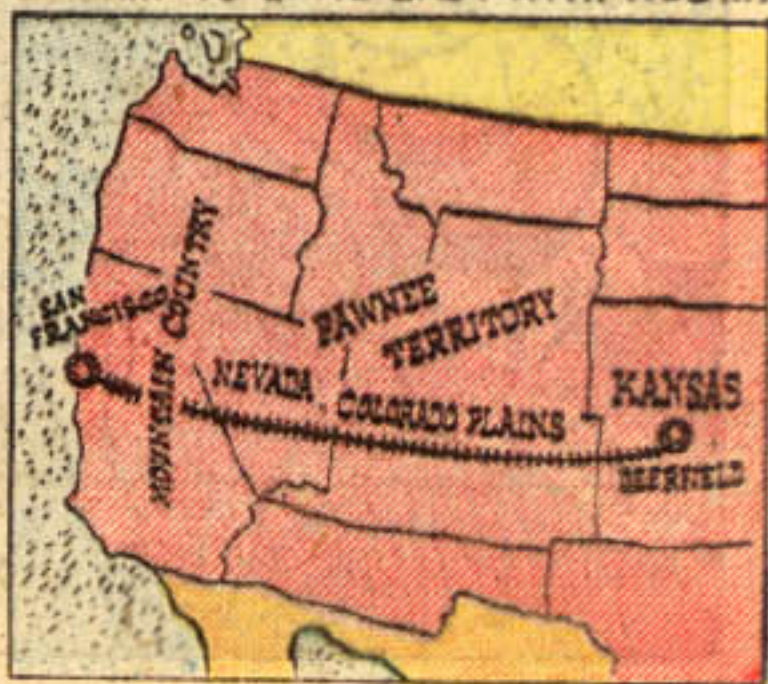 SAN
FRANCISCO
MOUNTAIN COUNTRY
PAWNEE
TERRITORY
NEVADA
COLORADO PLAINS
KANSAS
DEERFIELD